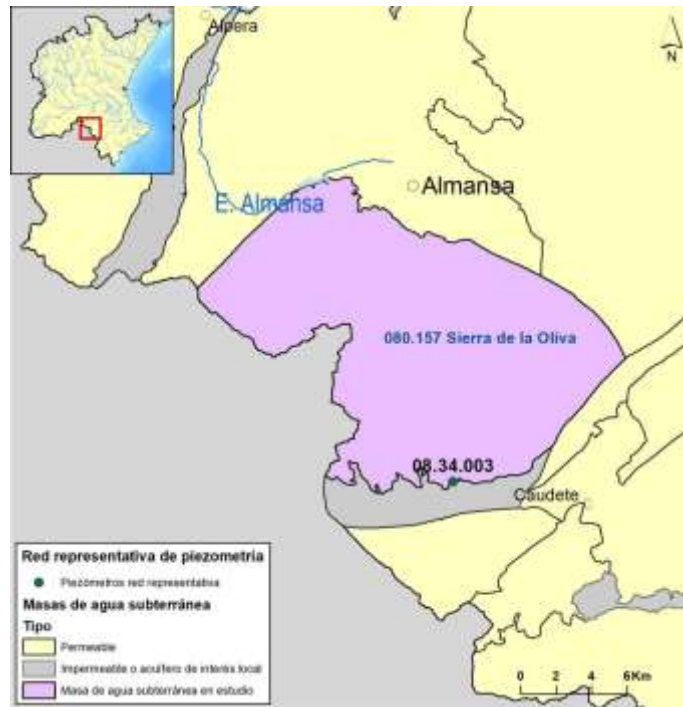 Alpera
N
Almansa
E. Almansa
080.157 Sierra de la Oliva
08.34.003
Caudete
Red representativa de piezometría
Piezómetros red representativa
Masas de agua subterránea
Tipo
Permeable
Impermeable o acuífero de interés local
Masa de agua subterránea en estudio
0 1 2 4 6Km